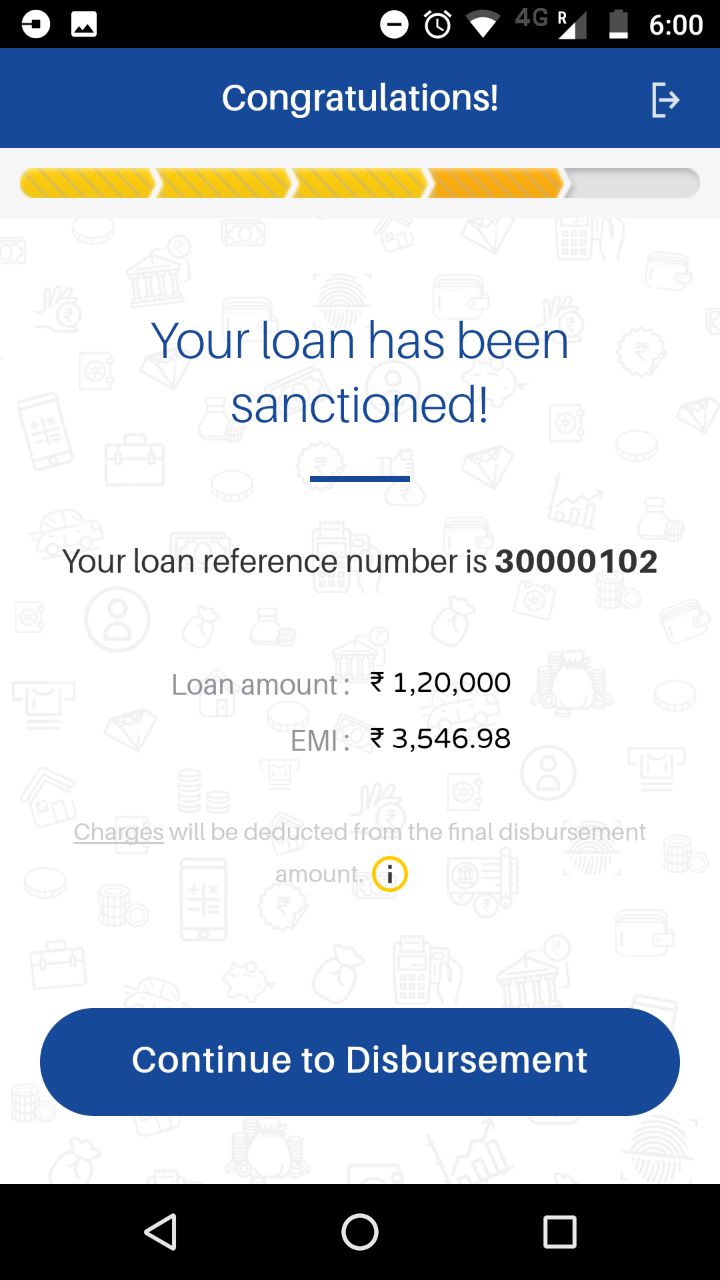 4G R 6:00
Congratulations!
Your loan has been
sanctioned!
Your loan reference number is 30000102
Loan amount : ₹ 1,20,000
EMI : ₹ 3,546.98
Charges will be deducted from the final disbursement
amount. i
Continue to Disbursement